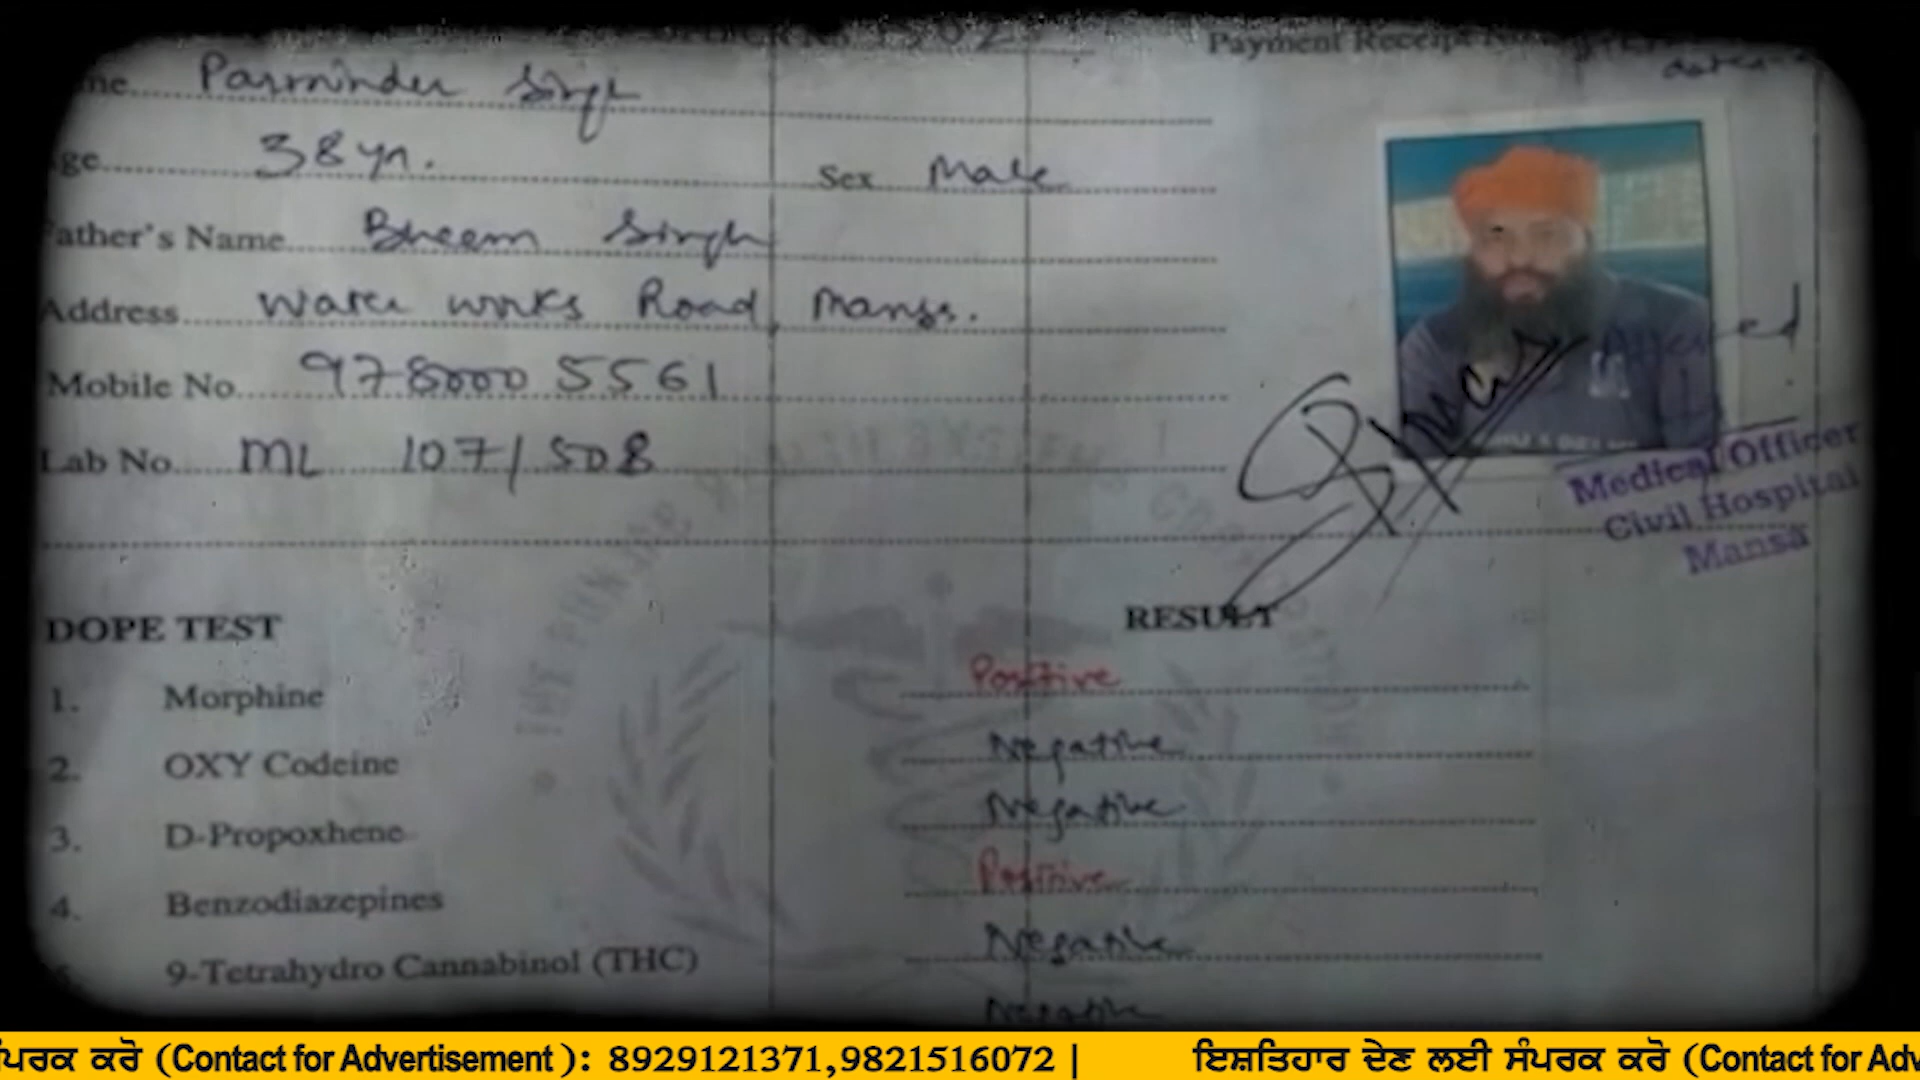 Payment Receipt
Parminder Singh
38 yr. Sex Male
Father's Name Bheem Singh
Address Water works Road, Mansa.
Mobile No. 9780005561
Lab No. ML 107/508
Attested
Medical Officer
Civil Hospital
Mansa
DOPE TEST RESULT
1. Morphine Positive
2. OXY Codeine Negative
3. D-Propoxhene Negative
4. Benzodiazepines Positive
9-Tetrahydro Cannabinol (THC) Negative
Negative
ਸੰਪਰਕ ਕਰੋ (Contact for Advertisement ): 8929121371,9821516072 | ਇਸ਼ਤਿਹਾਰ ਦੇਣ ਲਈ ਸੰਪਰਕ ਕਰੋ (Contact for Adv